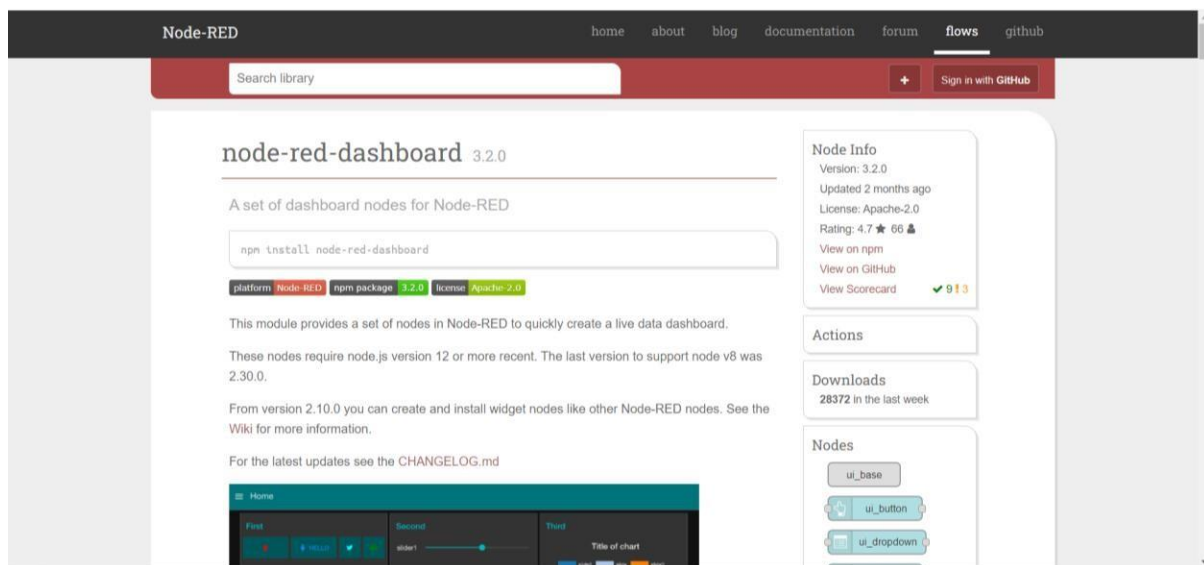 Node-RED
home about blog documentation forum flows github
Search library
+ Sign in with GitHub
node-red-dashboard 3.2.0
A set of dashboard nodes for Node-RED
npm install node-red-dashboard
platform Node-RED npm package 3.2.0 license Apache-2.0
This module provides a set of nodes in Node-RED to quickly create a live data dashboard.
These nodes require node.js version 12 or more recent. The last version to support node v8 was
2.30.0.
From version 2.10.0 you can create and install widget nodes like other Node-RED nodes. See the
Wiki for more information.
For the latest updates see the CHANGELOG.md
Home
First
HELLO
Second
slider1
Third
Title of chart
Node Info
Version: 3.2.0
Updated 2 months ago
License: Apache-2.0
Rating: 4.7 ★ 66
View on npm
View on GitHub
View Scorecard ✔ 9 ! 3
Actions
Downloads
28372 in the last week
Nodes
ui_base
ui_button
ui_dropdown